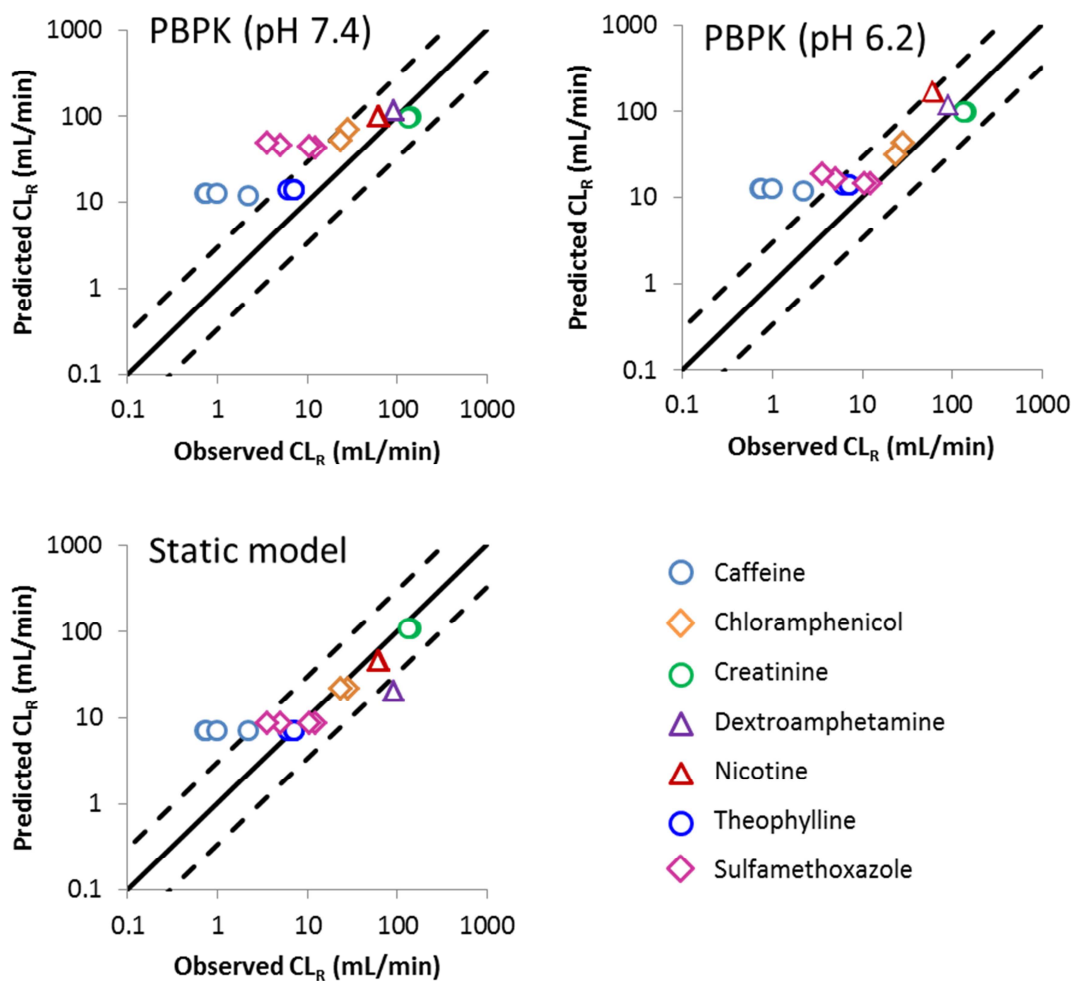 PBPK (pH 7.4)
Predicted CLR (mL/min)
1000
100
10
1
0.1
0.1 1 10 100 1000
Observed CLR (mL/min)
PBPK (pH 6.2)
Predicted CLR (mL/min)
1000
100
10
1
0.1
0.1 1 10 100 1000
Observed CLR (mL/min)
Static model
Predicted CLR (mL/min)
1000
100
10
1
0.1
0.1 1 10 100 1000
Observed CLR (mL/min)
Caffeine
Chloramphenicol
Creatinine
Dextroamphetamine
Nicotine
Theophylline
Sulfamethoxazole